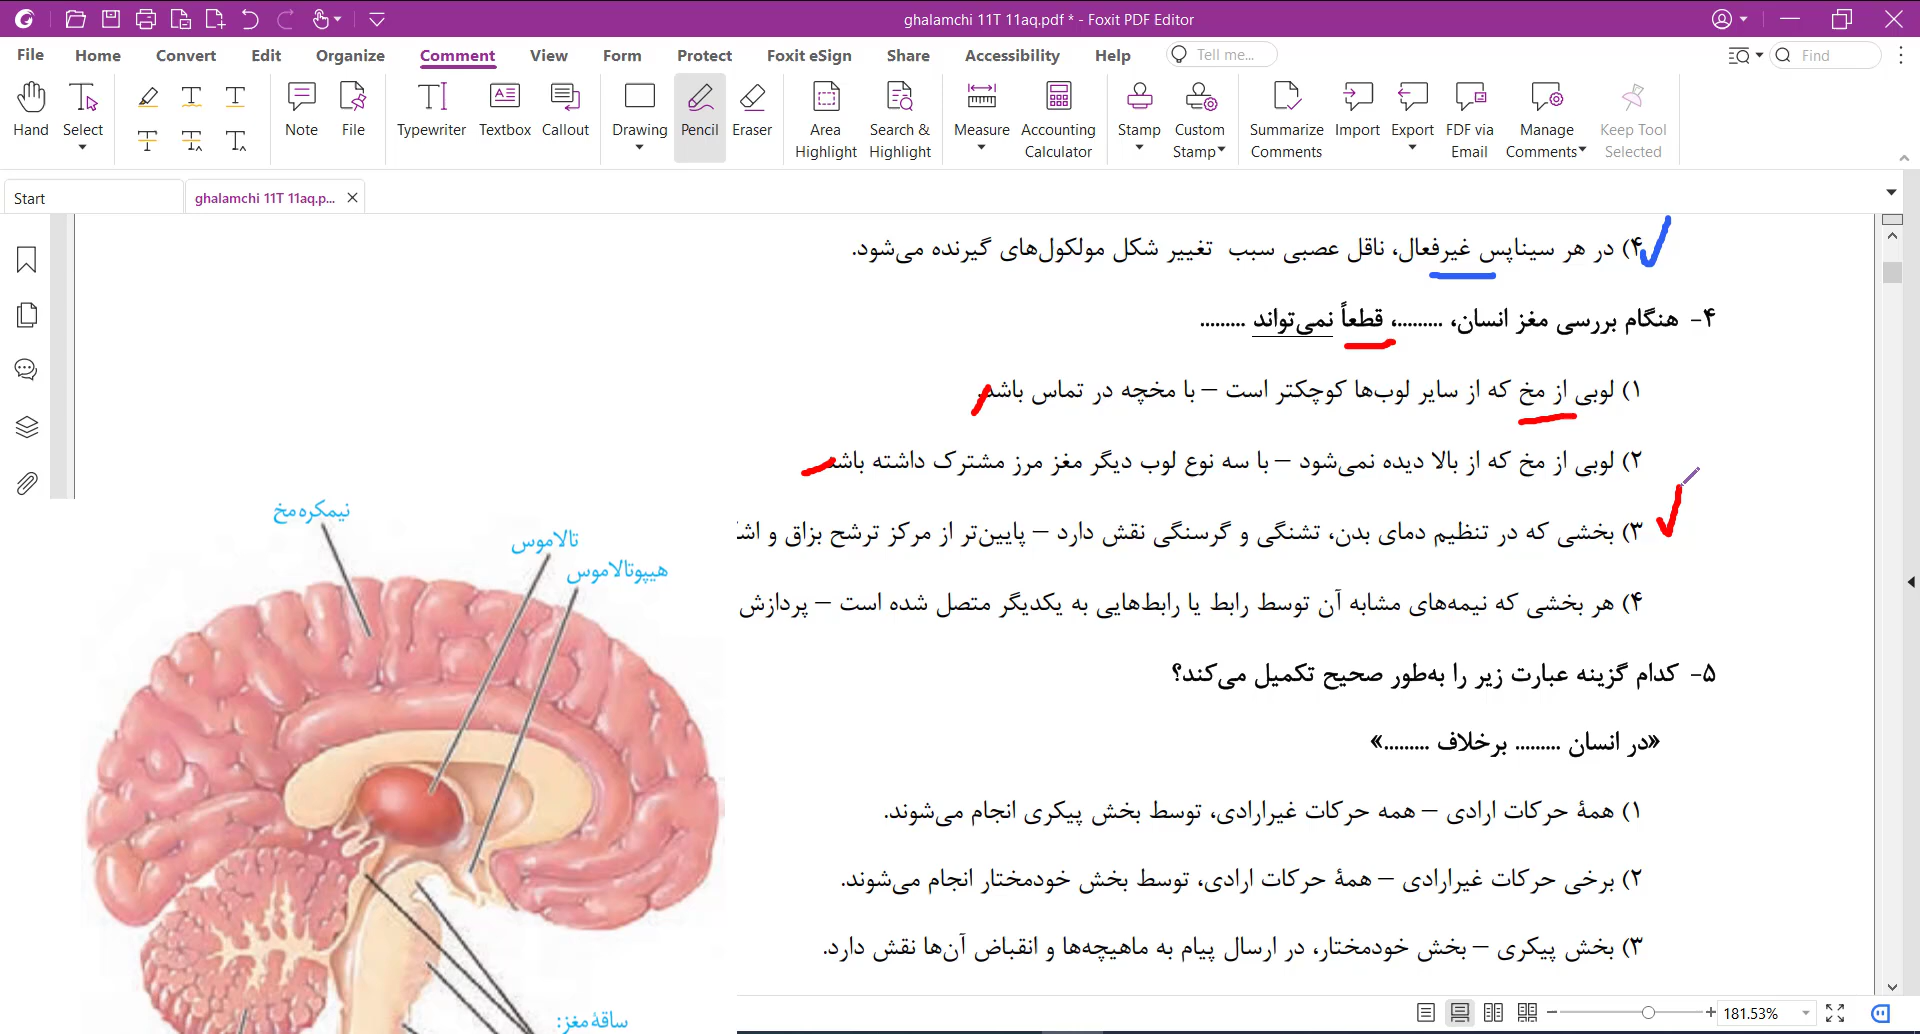 ghalamchi 11T 11aq.pdf * - Foxit PDF Editor
File Home Convert Edit Organize Comment View Form Protect Foxit eSign Share Accessibility Help Tell me... Find
Hand Select Note File Typewriter Textbox Callout Drawing Pencil Eraser Area Highlight Search & Highlight Measure Accounting Calculator Stamp Custom Stamp Summarize Comments Import Export FDF via Email Manage Comments Keep Tool Selected
Start ghalamchi 11T 11aq.p...
۴) در هر سیناپس غیرفعال، ناقل عصبی سبب تغییر شکل مولکول‌های گیرنده می‌شود.
۴- هنگام بررسی مغز انسان، .........، قطعاً نمی‌تواند .........
۱) لوبی از مخ که از سایر لوب‌ها کوچکتر است – با مخچه در تماس باشد.
۲) لوبی از مخ که از بالا دیده نمی‌شود – با سه نوع لوب دیگر مغز مرز مشترک داشته باشد
۳) بخشی که در تنظیم دمای بدن، تشنگی و گرسنگی نقش دارد – پایین‌تر از مرکز ترشح بزاق و اشک
۴) هر بخشی که نیمه‌های مشابه آن توسط رابط یا رابط‌هایی به یکدیگر متصل شده است – پردازش
۵- کدام گزینه عبارت زیر را به‌طور صحیح تکمیل می‌کند؟
«در انسان ......... برخلاف .........»
۱) همهٔ حرکات ارادی – همه حرکات غیرارادی، توسط بخش پیکری انجام می‌شوند.
۲) برخی حرکات غیرارادی – همهٔ حرکات ارادی، توسط بخش خودمختار انجام می‌شوند.
۳) بخش پیکری – بخش خودمختار، در ارسال پیام به ماهیچه‌ها و انقباض آن‌ها نقش دارد.
نیمکره مخ
تالاموس
هیپوتالاموس
ساقهٔ مغز:
181.53%